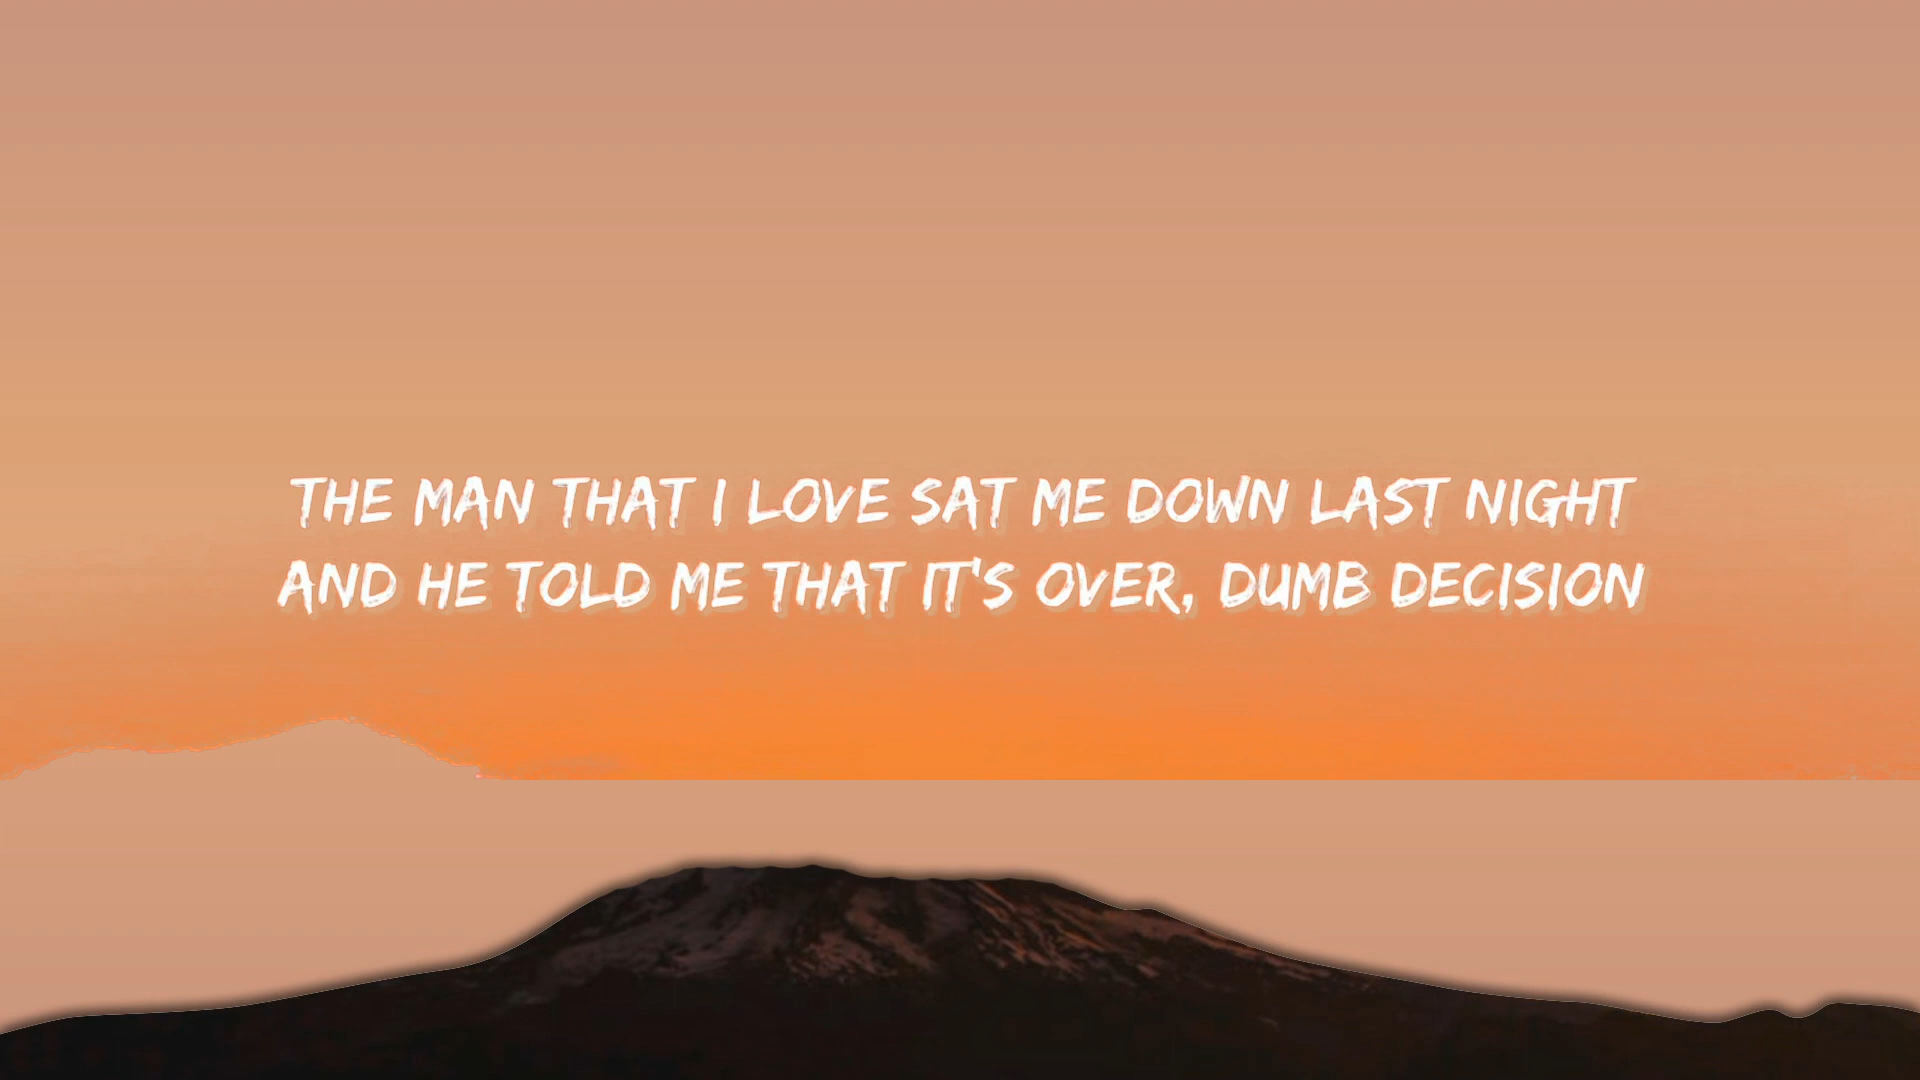 THE MAN THAT I LOVE SAT ME DOWN LAST NIGHT
AND HE TOLD ME THAT IT'S OVER, DUMB DECISION